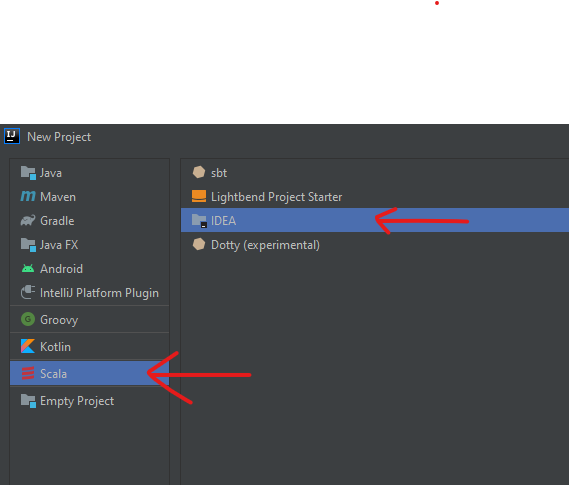 IJ
New Project
Java
Maven
Gradle
Java FX
Android
IntelliJ Platform Plugin
Groovy
Kotlin
Scala
Empty Project
sbt
Lightbend Project Starter
IDEA
Dotty (experimental)